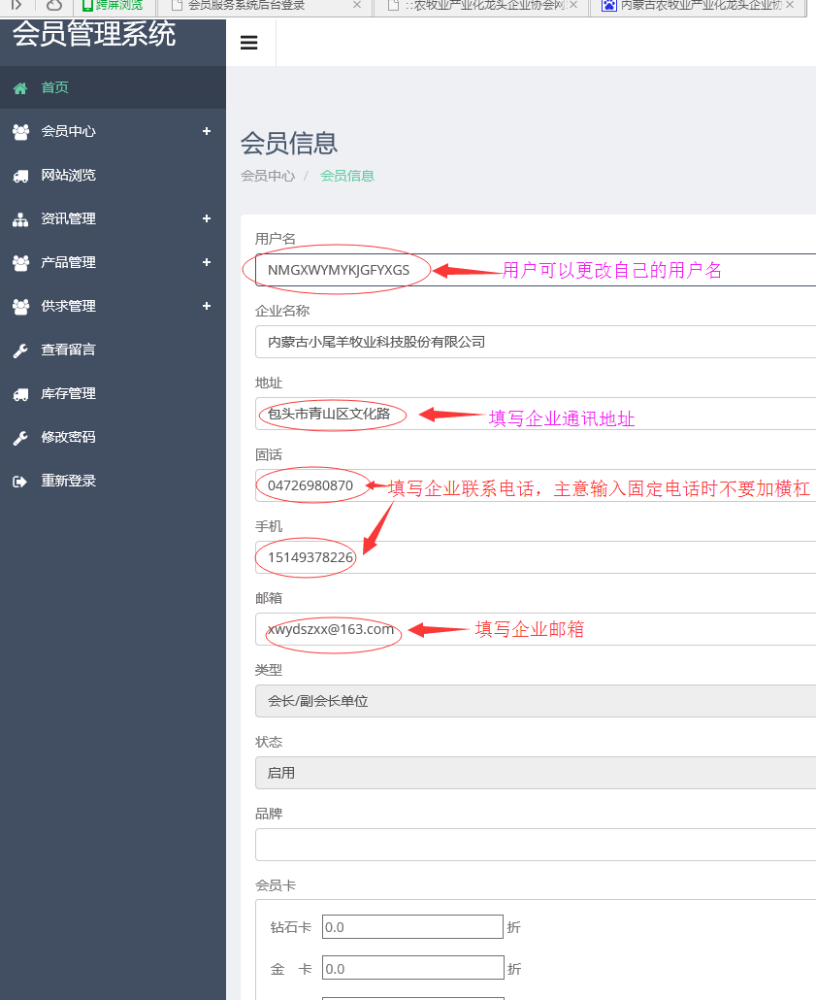 跨屏浏览
会员服务系统后台登录
::农牧业产业化龙头企业协会网
内蒙古农牧业产业化龙头企业协
会员管理系统
首页
会员中心
网站浏览
资讯管理
产品管理
供求管理
查看留言
库存管理
修改密码
重新登录
会员信息
会员中心 / 会员信息
用户名
NMGXWYMYKJGFYXGS
用户可以更改自己的用户名
企业名称
内蒙古小尾羊牧业科技股份有限公司
地址
包头市青山区文化路
填写企业通讯地址
固话
04726980870
填写企业联系电话，主意输入固定电话时不要加横杠
手机
15149378226
邮箱
xwydszxx@163.com
填写企业邮箱
类型
会长/副会长单位
状态
启用
品牌
会员卡
钻石卡 0.0 折
金 卡 0.0 折